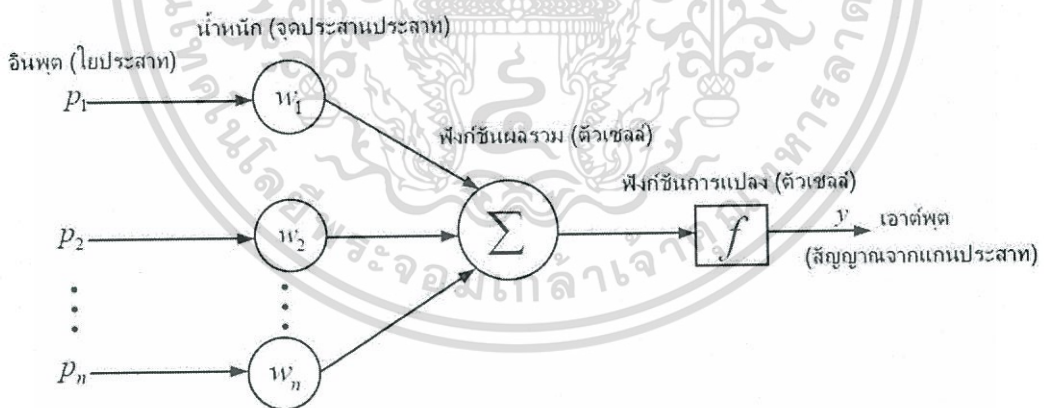 น้ำหนัก (จุดประสานประสาท)
อินพุต (ใยประสาท)
p₁
w₁
ฟังก์ชันผลรวม (ตัวเซลล์)
ฟังก์ชันการแปลง (ตัวเซลล์)
p₂
w₂
Σ
f
y
เอาต์พุต
(สัญญาณจากแกนประสาท)
pₙ
wₙ